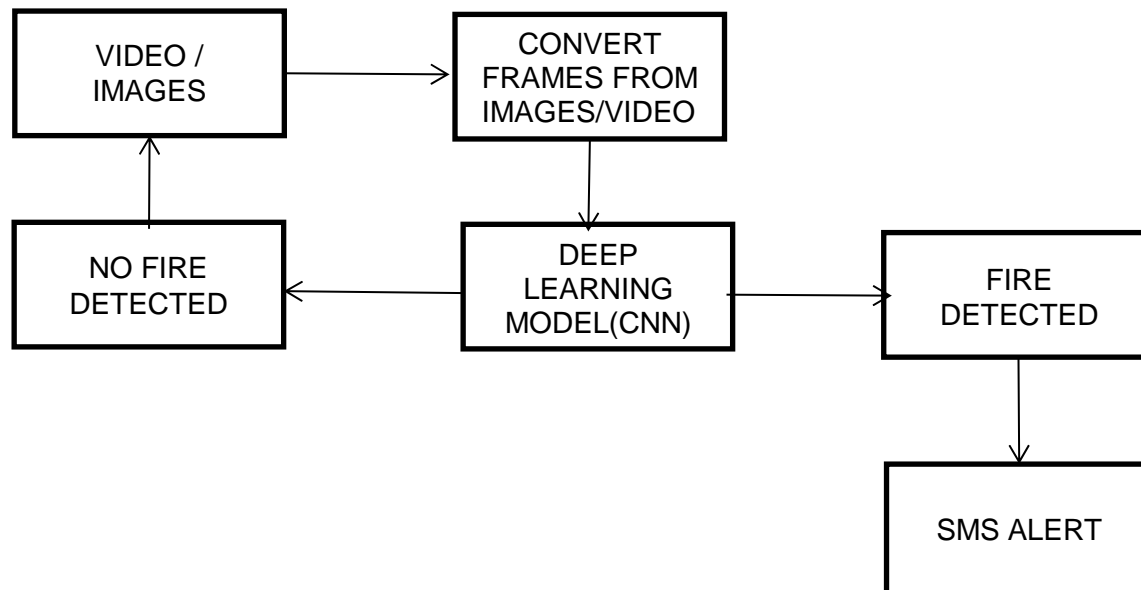 VIDEO /
IMAGES
CONVERT
FRAMES FROM
IMAGES/VIDEO
NO FIRE
DETECTED
DEEP
LEARNING
MODEL(CNN)
FIRE
DETECTED
SMS ALERT